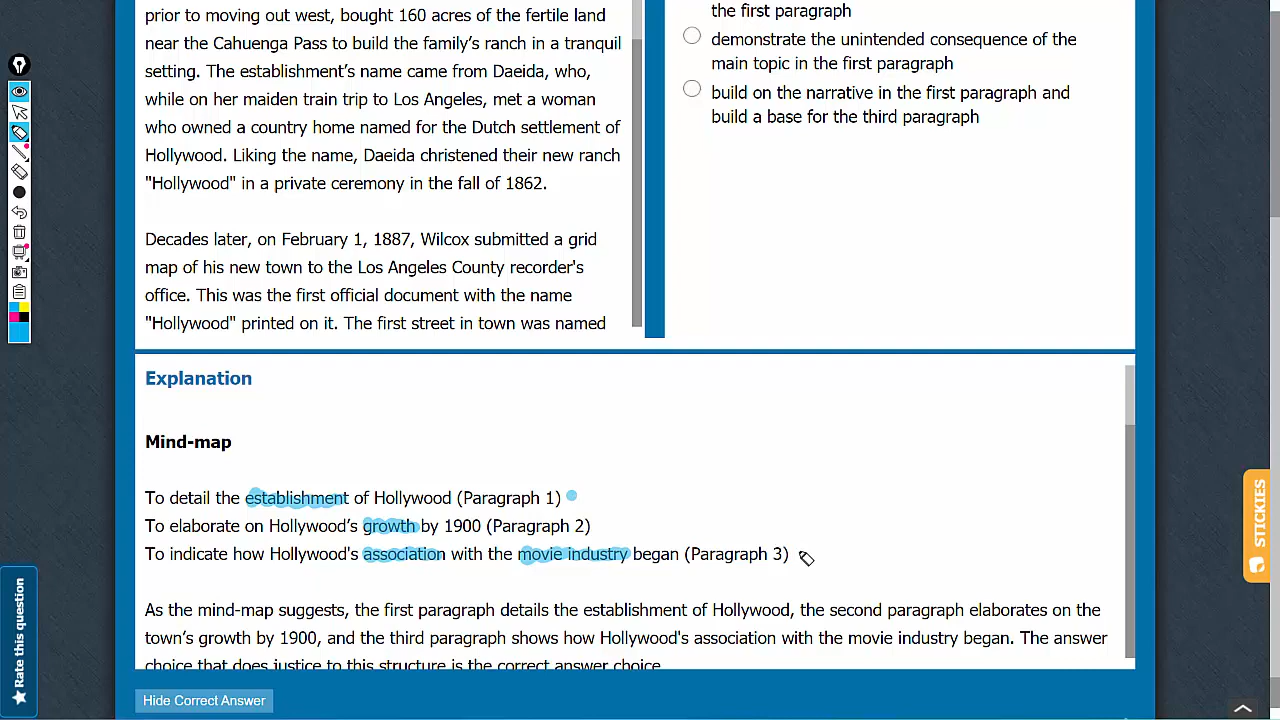 prior to moving out west, bought 160 acres of the fertile land
near the Cahuenga Pass to build the family's ranch in a tranquil
setting. The establishment's name came from Daeida, who,
while on her maiden train trip to Los Angeles, met a woman
who owned a country home named for the Dutch settlement of
Hollywood. Liking the name, Daeida christened their new ranch
"Hollywood" in a private ceremony in the fall of 1862.
Decades later, on February 1, 1887, Wilcox submitted a grid
map of his new town to the Los Angeles County recorder's
office. This was the first official document with the name
"Hollywood" printed on it. The first street in town was named
the first paragraph
demonstrate the unintended consequence of the
main topic in the first paragraph
build on the narrative in the first paragraph and
build a base for the third paragraph
Explanation
Mind-map
To detail the establishment of Hollywood (Paragraph 1)
To elaborate on Hollywood's growth by 1900 (Paragraph 2)
To indicate how Hollywood's association with the movie industry began (Paragraph 3)
As the mind-map suggests, the first paragraph details the establishment of Hollywood, the second paragraph elaborates on the
town's growth by 1900, and the third paragraph shows how Hollywood's association with the movie industry began. The answer
choice that does justice to this structure is the correct answer choice.
Hide Correct Answer
Rate this question
STICKIES